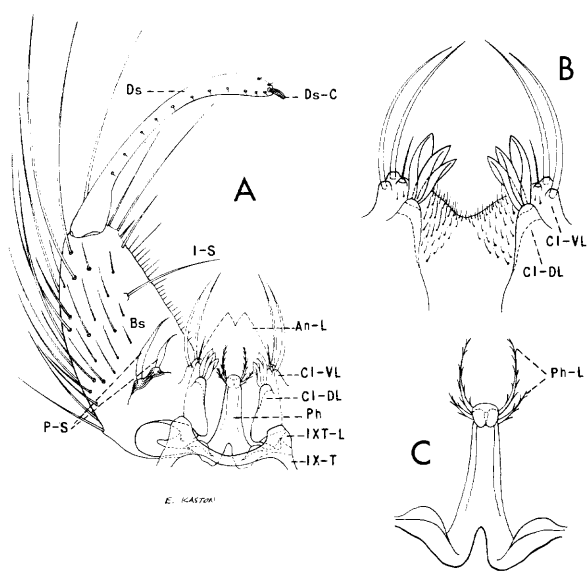 Ds
Ds-C
A
I-S
Bs
An-L
Cl-VL
Cl-DL
Ph
P-S
IXT-L
IX-T
E. KASTON
B
Cl-VL
Cl-DL
Ph-L
C